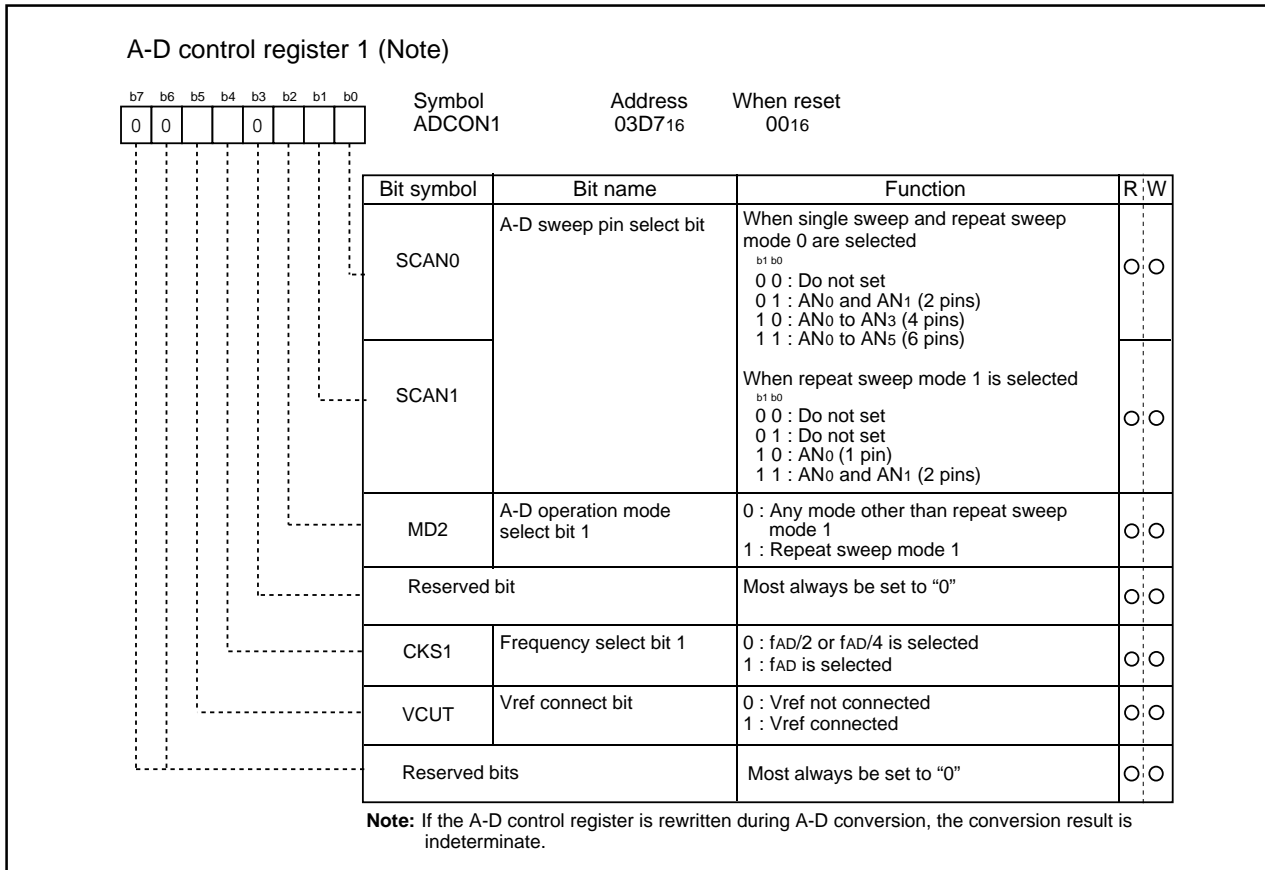 A-D control register 1 (Note)
b7 b6 b5 b4 b3 b2 b1 b0
0 0 0
Symbol Address When reset
ADCON1 03D716 0016
Bit symbol Bit name Function R W
SCAN0
A-D sweep pin select bit
When single sweep and repeat sweep
mode 0 are selected
b1 b0
0 0 : Do not set
0 1 : AN0 and AN1 (2 pins)
1 0 : AN0 to AN3 (4 pins)
1 1 : AN0 to AN5 (6 pins)
SCAN1
When repeat sweep mode 1 is selected
b1 b0
0 0 : Do not set
0 1 : Do not set
1 0 : AN0 (1 pin)
1 1 : AN0 and AN1 (2 pins)
MD2
A-D operation mode
select bit 1
0 : Any mode other than repeat sweep
mode 1
1 : Repeat sweep mode 1
Reserved bit
Most always be set to “0”
CKS1
Frequency select bit 1
0 : fAD/2 or fAD/4 is selected
1 : fAD is selected
VCUT
Vref connect bit
0 : Vref not connected
1 : Vref connected
Reserved bits
Most always be set to “0”
Note: If the A-D control register is rewritten during A-D conversion, the conversion result is
indeterminate.